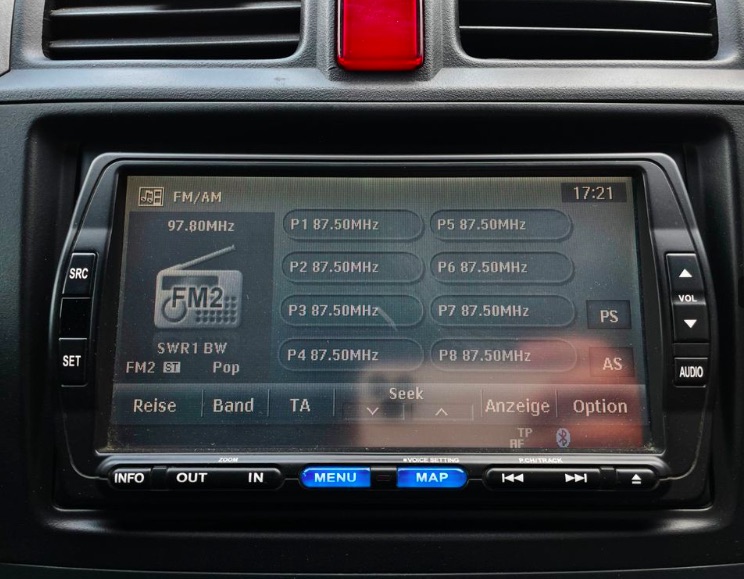 FM/AM
17:21
97.80MHz
P1 87.50MHz
P5 87.50MHz
P2 87.50MHz
P6 87.50MHz
P3 87.50MHz
P7 87.50MHz
P4 87.50MHz
P8 87.50MHz
FM2
PS
AS
SWR1 BW
FM2 ST Pop
Reise Band TA Seek Anzeige Option
TP
AF
SRC
SET
VOL
AUDIO
ZOOM
VOICE SETTING
P.CH/TRACK
INFO OUT IN MENU MAP